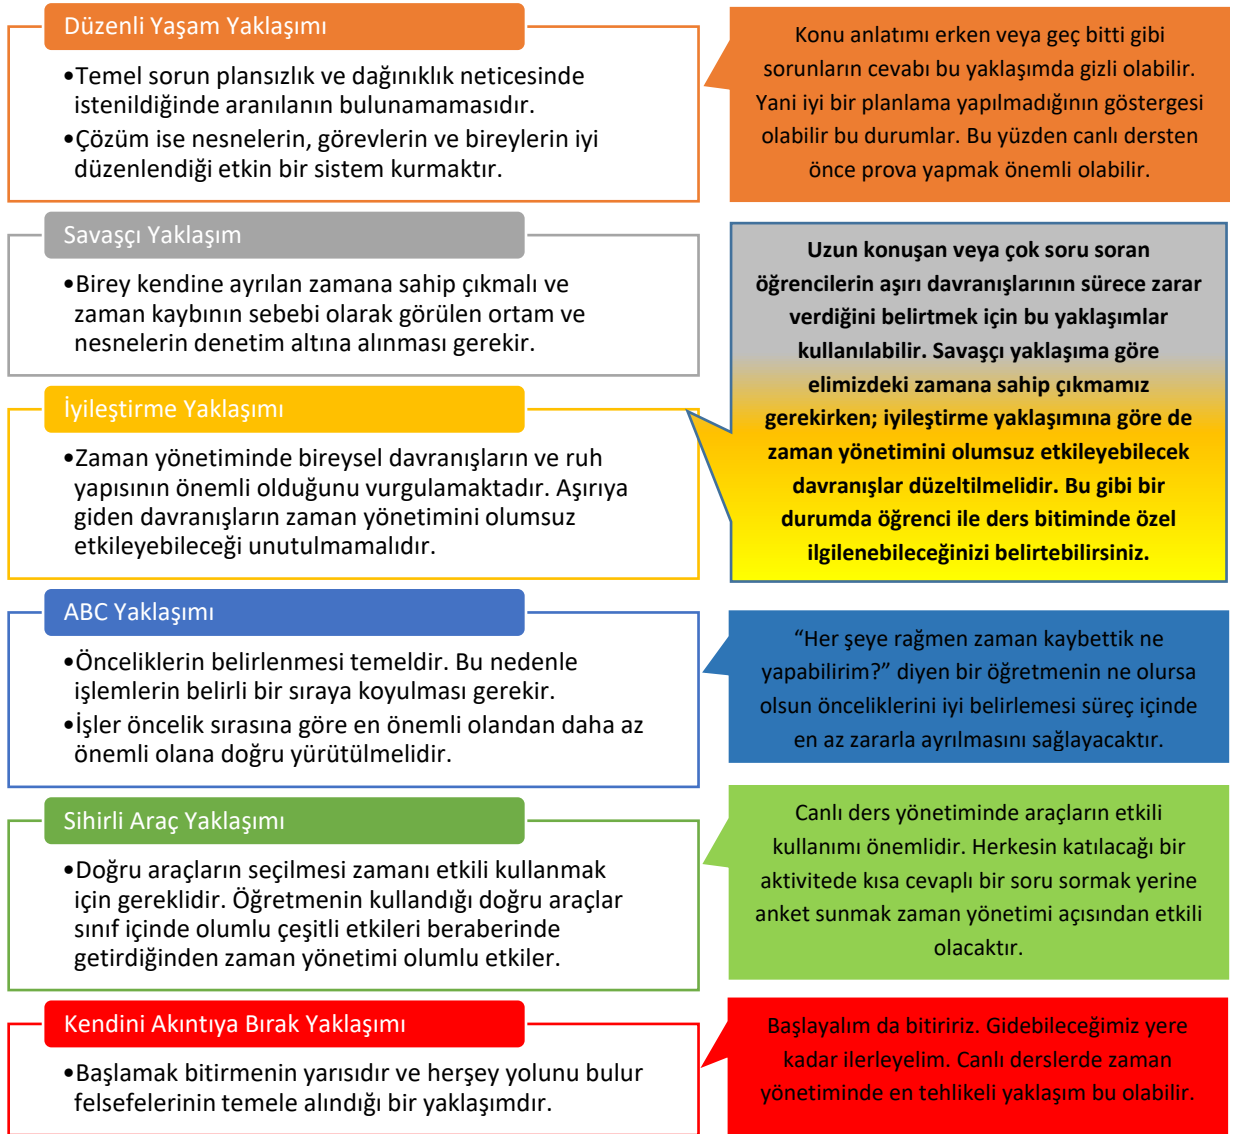 Düzenli Yaşam Yaklaşımı
•Temel sorun plansızlık ve dağınıklık neticesinde
istenildiğinde aranılanın bulunamamasıdır.
•Çözüm ise nesnelerin, görevlerin ve bireylerin iyi
düzenlendiği etkin bir sistem kurmaktır.
Konu anlatımı erken veya geç bitti gibi
sorunların cevabı bu yaklaşımda gizli olabilir.
Yani iyi bir planlama yapılmadığının göstergesi
olabilir bu durumlar. Bu yüzden canlı dersten
önce prova yapmak önemli olabilir.
Savaşçı Yaklaşım
•Birey kendine ayrılan zamana sahip çıkmalı ve
zaman kaybının sebebi olarak görülen ortam ve
nesnelerin denetim altına alınması gerekir.
İyileştirme Yaklaşımı
•Zaman yönetiminde bireysel davranışların ve ruh
yapısının önemli olduğunu vurgulamaktadır. Aşırıya
giden davranışların zaman yönetimini olumsuz
etkileyebileceği unutulmamalıdır.
Uzun konuşan veya çok soru soran
öğrencilerin aşırı davranışlarının sürece zarar
verdiğini belirtmek için bu yaklaşımlar
kullanılabilir. Savaşçı yaklaşıma göre
elimizdeki zamana sahip çıkmamız
gerekirken; iyileştirme yaklaşımına göre de
zaman yönetimini olumsuz etkileyebilecek
davranışlar düzeltilmelidir. Bu gibi bir
durumda öğrenci ile ders bitiminde özel
ilgilenebileceğinizi belirtebilirsiniz.
ABC Yaklaşımı
•Önceliklerin belirlenmesi temeldir. Bu nedenle
işlemlerin belirli bir sıraya koyulması gerekir.
•İşler öncelik sırasına göre en önemli olandan daha az
önemli olana doğru yürütülmelidir.
“Her şeye rağmen zaman kaybettik ne
yapabilirim?” diyen bir öğretmenin ne olursa
olsun önceliklerini iyi belirlemesi süreç içinde
en az zararla ayrılmasını sağlayacaktır.
Sihirli Araç Yaklaşımı
•Doğru araçların seçilmesi zamanı etkili kullanmak
için gereklidir. Öğretmenin kullandığı doğru araçlar
sınıf içinde olumlu çeşitli etkileri beraberinde
getirdiğinden zaman yönetimi olumlu etkiler.
Canlı ders yönetiminde araçların etkili
kullanımı önemlidir. Herkesin katılacağı bir
aktivitede kısa cevaplı bir soru sormak yerine
anket sunmak zaman yönetimi açısından etkili
olacaktır.
Kendini Akıntıya Bırak Yaklaşımı
•Başlamak bitirmenin yarısıdır ve herşey yolunu bulur
felsefelerinin temele alındığı bir yaklaşımdır.
Başlayalım da bitiririz. Gidebileceğimiz yere
kadar ilerleyelim. Canlı derslerde zaman
yönetiminde en tehlikeli yaklaşım bu olabilir.